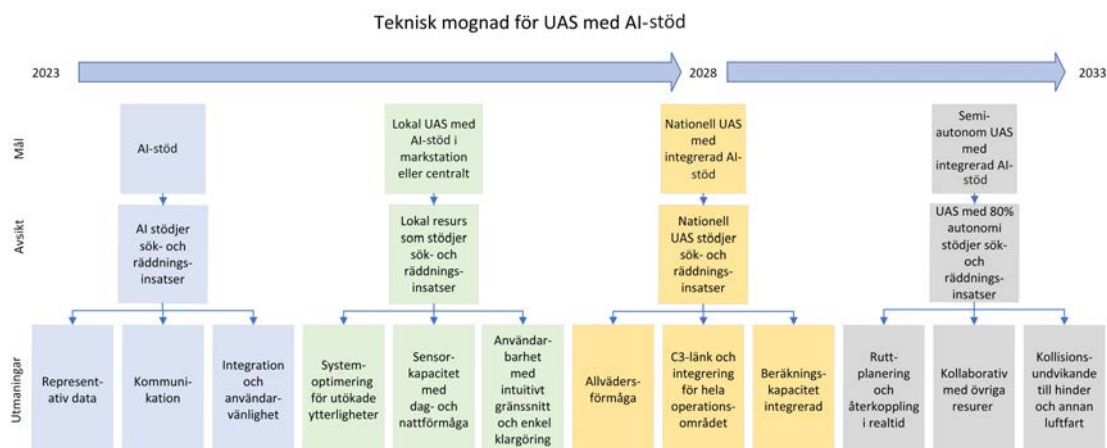 Teknisk mognad för UAS med AI-stöd
2023
2028
2033
Mål
AI-stöd
Lokal UAS med
AI-stöd i
markstation
eller centralt
Nationell UAS
med
integrerad AI-
stöd
Semi-
autonom UAS
med
integrerad AI-
stöd
Avsikt
AI stödjer
sök- och
räddnings-
insatser
Lokal resurs
som stödjer
sök- och
räddnings-
insatser
Nationell
UAS stödjer
sök- och
räddnings-
insatser
UAS med 80%
autonomi
stödjer sök-
och
räddnings-
insatser
Utmaningar
Represent-
ativ data
Kommuni-
kation
Integration
och
användar-
vänlighet
System-
optimering
för utökade
ytterligheter
Sensor-
kapacitet
med
dag- och
nattförmåga
Användar-
barhet
med
intuitivt
gränssnitt
och enkel
klargöring
Allväders-
förmåga
C3-länk och
integrering
för hela
operations-
området
Beräknings-
kapacitet
integrerad
Rutt-
planering
och
återkoppling
i realtid
Kollaborativ
med övriga
resurer
Kollisions-
undvikande
till hinder
och annan
luftfart